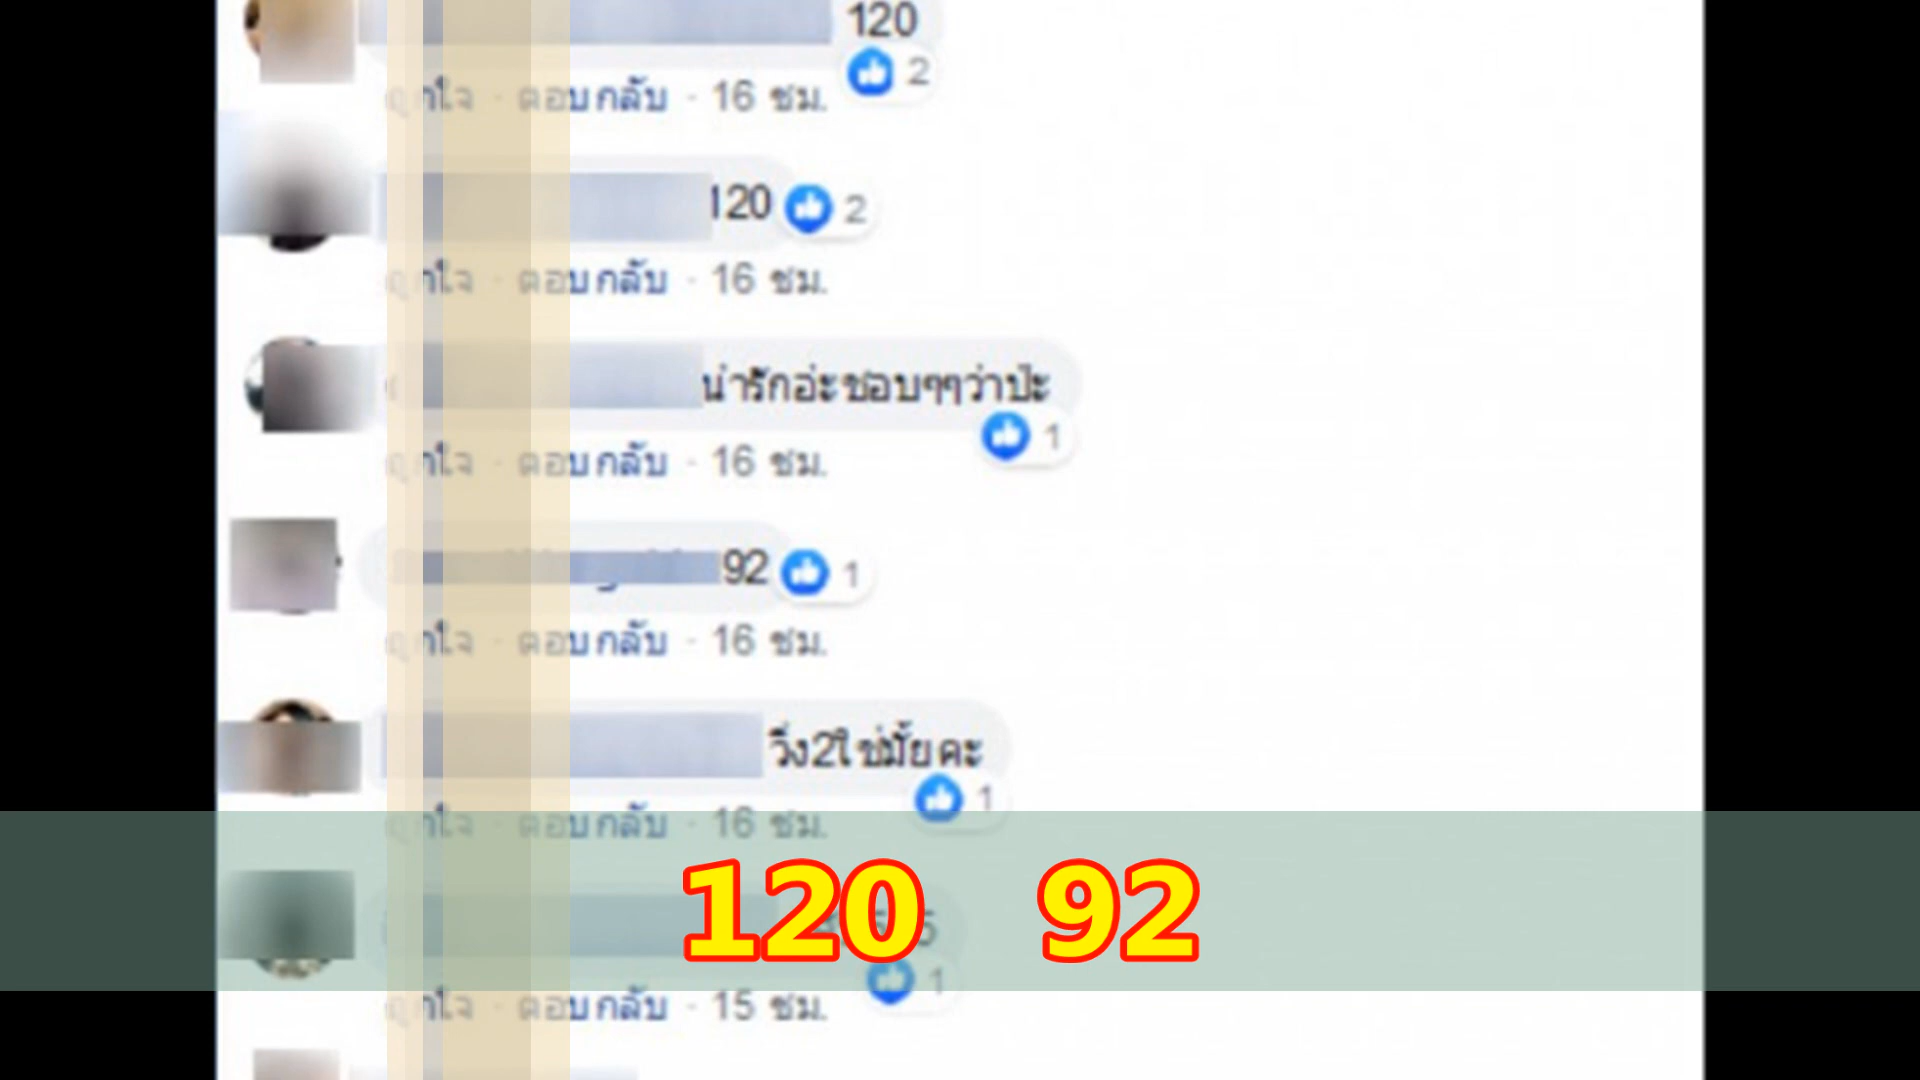 120
2
ถูกใจ · ตอบกลับ · 16 ชม.
120 2
ถูกใจ · ตอบกลับ · 16 ชม.
น่ารักอ่ะชอบๆๆว่าป่ะ
1
ถูกใจ · ตอบกลับ · 16 ชม.
92 1
ถูกใจ · ตอบกลับ · 16 ชม.
วิ่ง2ใช่มั้ยคะ
1
ถูกใจ · ตอบกลับ · 16 ชม.
120 92
1
ถูกใจ · ตอบกลับ · 15 ชม.